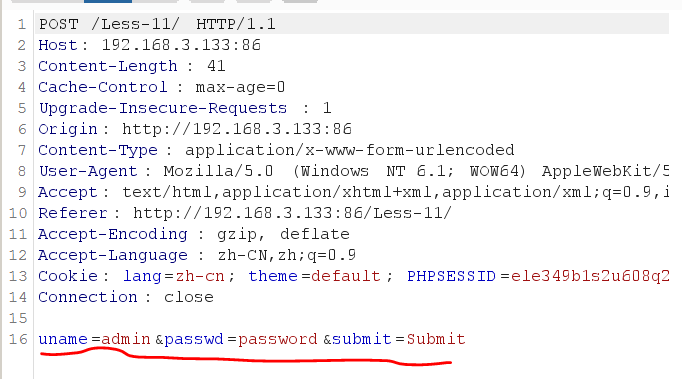 1 POST /Less-11/ HTTP/1.1
2 Host: 192.168.3.133:86
3 Content-Length : 41
4 Cache-Control : max-age=0
5 Upgrade-Insecure-Requests : 1
6 Origin: http://192.168.3.133:86
7 Content-Type : application/x-www-form-urlencoded
8 User-Agent : Mozilla/5.0 (Windows NT 6.1; WOW64) AppleWebKit/5
9 Accept: text/html,application/xhtml+xml,application/xml;q=0.9,i
10 Referer: http://192.168.3.133:86/Less-11/
11 Accept-Encoding : gzip, deflate
12 Accept-Language : zh-CN,zh;q=0.9
13 Cookie: lang=zh-cn; theme=default; PHPSESSID=ele349b1s2u608q2
14 Connection: close
15
16 uname=admin&passwd=password&submit=Submit